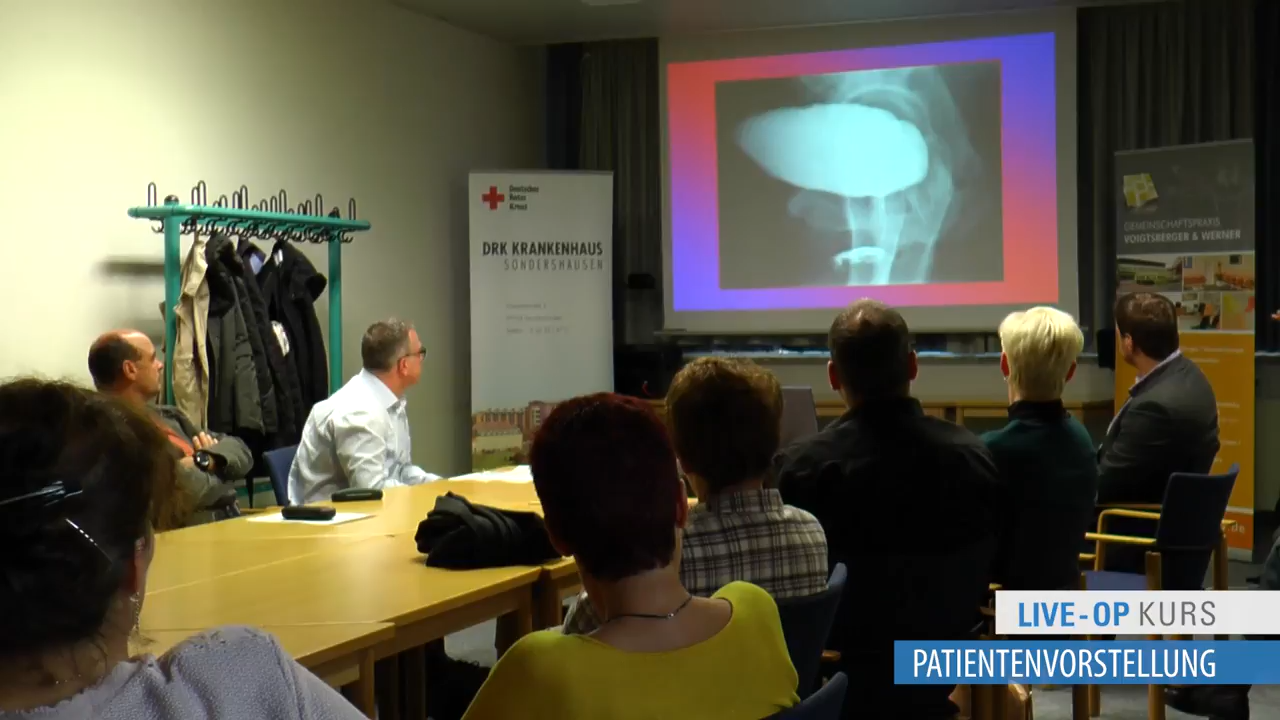 Deutsches
Rotes
Kreuz
DRK KRANKENHAUS
SONDERSHAUSEN
GEMEINSCHAFTSPRAXIS
VOIGTSBERGER & WERNER
LIVE-OP KURS
PATIENTENVORSTELLUNG